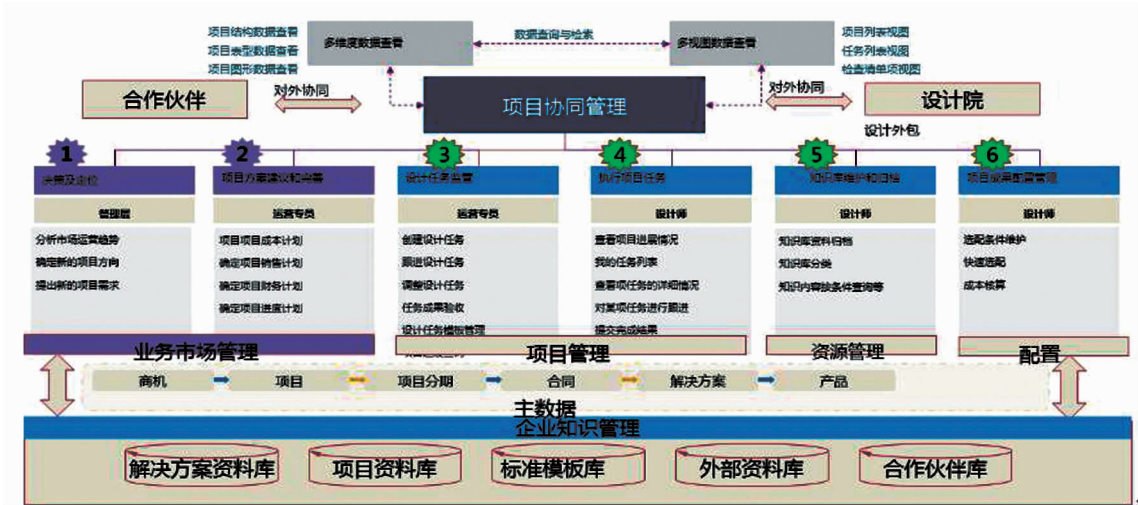 项目结构数据查看
项目表型数据查看
项目图形数据查看
多维度数据查看
数据查询与检索
多视图数据查看
项目列表视图
任务列表视图
检查清单项视图
合作伙伴
对外协同
项目协同管理
对外协同
设计院
设计外包
1
决策及定位
管理层
分析市场运营趋势
确定新的项目方向
提出新的项目需求
2
项目方案建议和完善
运营专员
项目项目成本计划
确定项目销售计划
确定项目财务计划
确定项目进度计划
3
设计任务监管
运营专员
创建设计任务
跟进设计任务
调整设计任务
任务成果验收
设计任务模板管理
4
执行项目任务
设计师
查看项目进展情况
我的任务列表
查看项任务的详细情况
对某项任务进行跟进
提交完成结果
5
知识库维护和归档
设计师
知识库资料归档
知识库分类
知识内容按条件查询等
6
项目成果配置管理
设计师
选配条件维护
快速选配
成本核算
业务市场管理
项目管理
资源管理
配置
商机
项目
项目分期
合同
解决方案
产品
主数据
企业知识管理
解决方案资料库
项目资料库
标准模板库
外部资料库
合作伙伴库